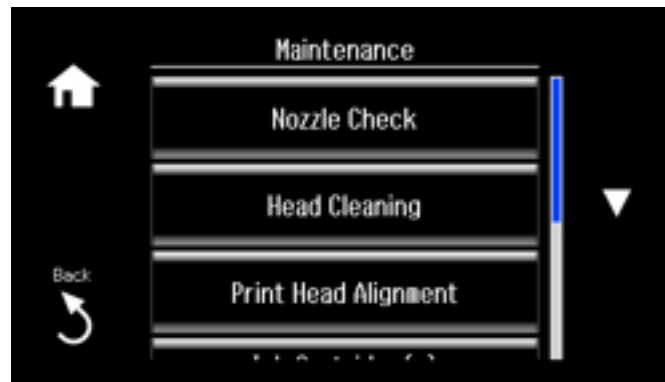 Maintenance
Nozzle Check
Head Cleaning
Back
Print Head Alignment